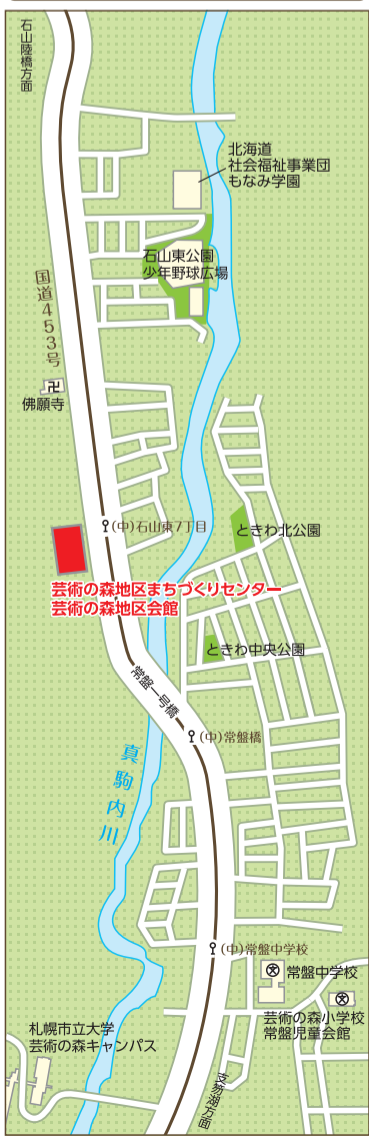 石山陸橋方面
北海道
社会福祉事業団
もなみ学園
石山東公園
少年野球広場
国道453号
佛願寺
(中)石山東7丁目
ときわ北公園
芸術の森地区まちづくりセンター
芸術の森地区会館
ときわ中央公園
常盤一号橋
(中)常盤橋
真駒内川
(中)常盤中学校
常盤中学校
芸術の森小学校
常盤児童会館
札幌市立大学
芸術の森キャンパス
支笏湖方面